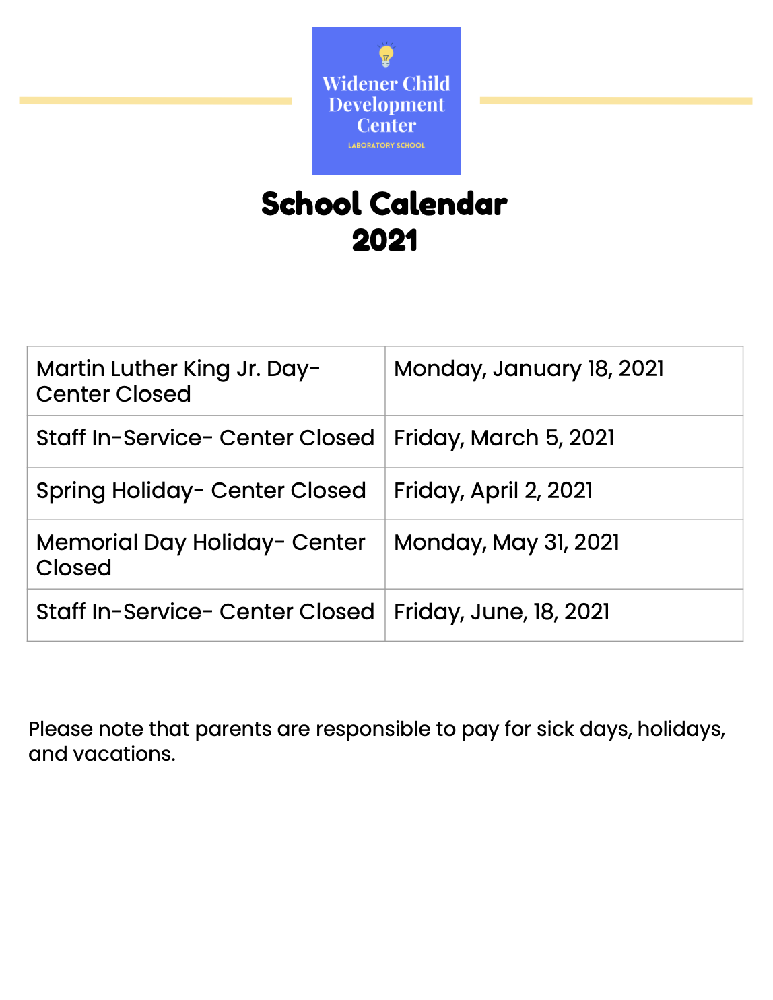 Widener Child
Development
Center
LABORATORY SCHOOL
School Calendar
2021
Martin Luther King Jr. Day-
Center Closed
Monday, January 18, 2021
Staff In-Service- Center Closed
Friday, March 5, 2021
Spring Holiday- Center Closed
Friday, April 2, 2021
Memorial Day Holiday- Center
Closed
Monday, May 31, 2021
Staff In-Service- Center Closed
Friday, June, 18, 2021
Please note that parents are responsible to pay for sick days, holidays,
and vacations.